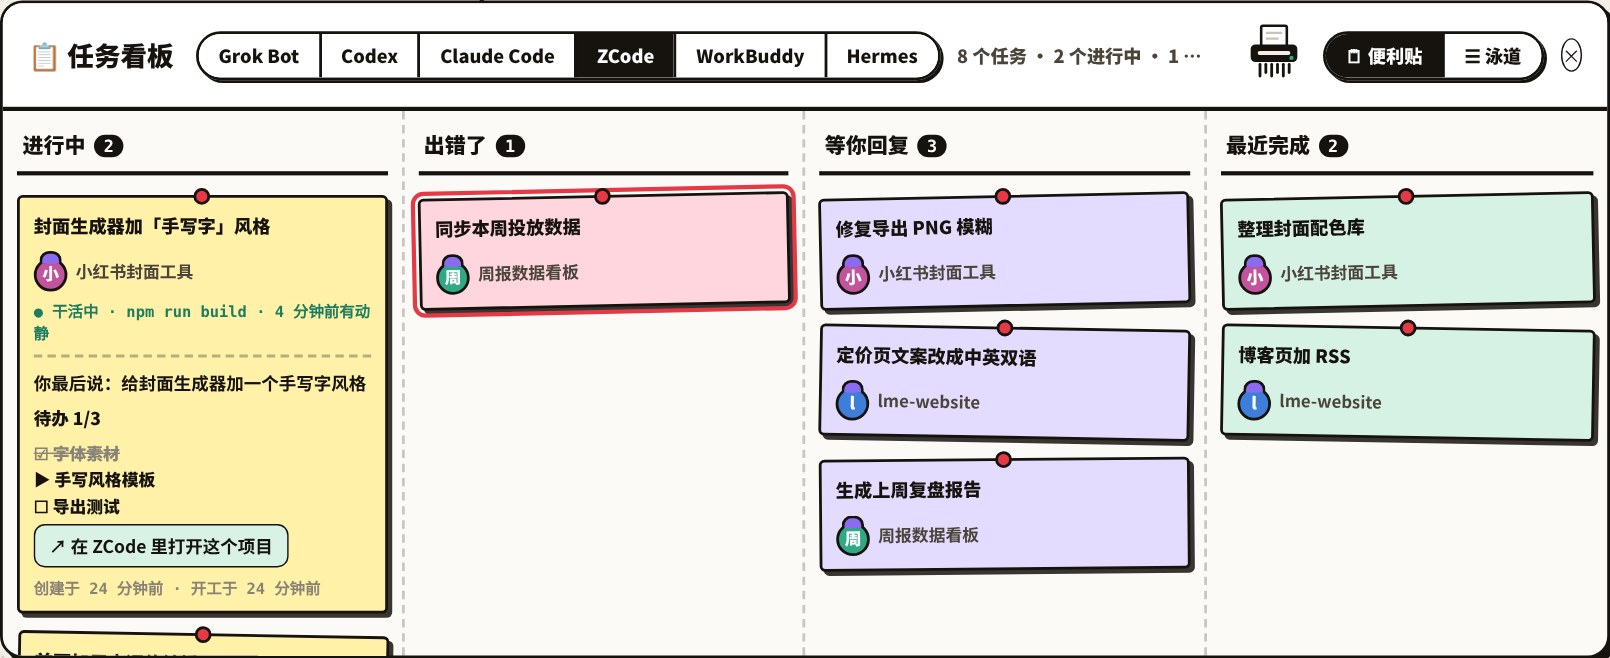 📋 任务看板
Grok Bot
Codex
Claude Code
ZCode
WorkBuddy
Hermes
8 个任务 · 2 个进行中 · 1 ···
便利贴
☰ 泳道
进行中 2
封面生成器加「手写字」风格
小 小红书封面工具
● 干活中 · npm run build · 4 分钟前有动
静
你最后说：给封面生成器加一个手写字风格
待办 1/3
☑ 字体素材
▶ 手写风格模板
☐ 导出测试
↗ 在 ZCode 里打开这个项目
创建于 24 分钟前 · 开工于 24 分钟前
出错了 1
同步本周投放数据
周 周报数据看板
等你回复 3
修复导出 PNG 模糊
小 小红书封面工具
定价页文案改成中英双语
l lme-website
生成上周复盘报告
周 周报数据看板
最近完成 2
整理封面配色库
小 小红书封面工具
博客页加 RSS
l lme-website